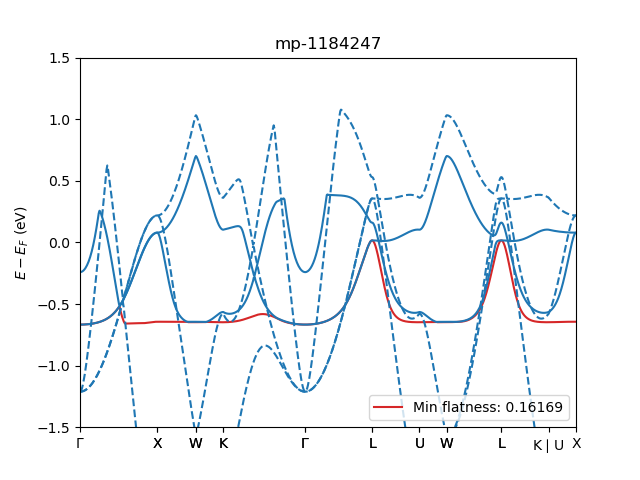 mp-1184247
E − E_F (eV)
1.5
1.0
0.5
0.0
−0.5
−1.0
−1.5
Min flatness: 0.16169
Γ X W K Γ L U W L K | U X